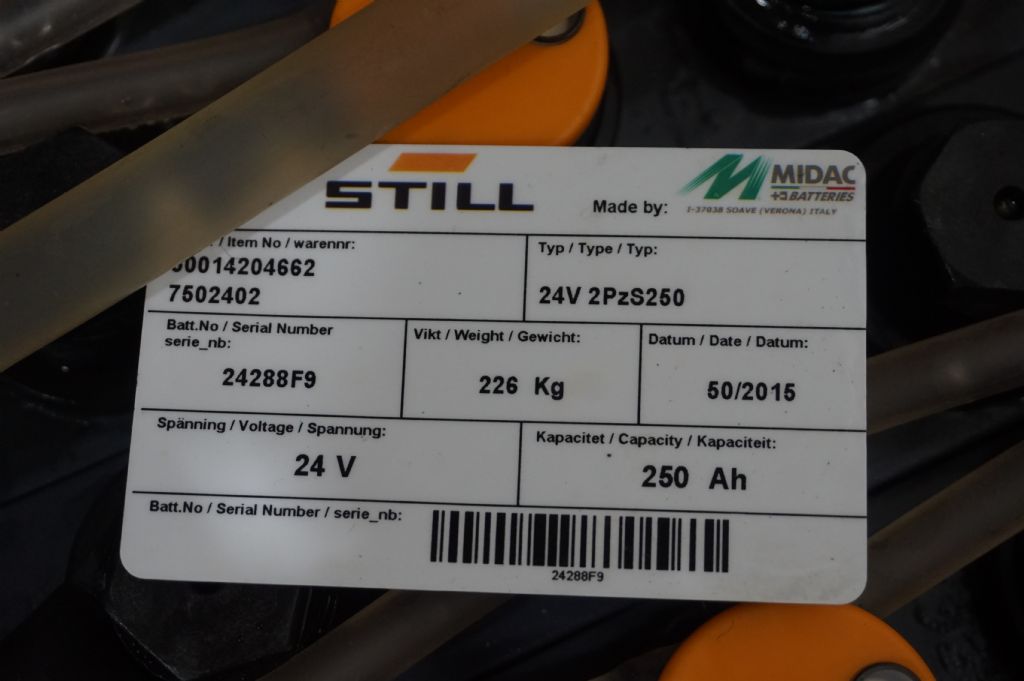 STILL
Made by:
MIDAC
BATTERIES
I-37038 SOAVE (VERONA) ITALY
/ Item No / warennr:
0014204662
7502402
Typ / Type / Typ:
24V 2PzS250
Batt.No / Serial Number
serie_nb:
24288F9
Vikt / Weight / Gewicht:
226 Kg
Datum / Date / Datum:
50/2015
Spänning / Voltage / Spannung:
24 V
Kapacitet / Capacity / Kapaciteit:
250 Ah
Batt.No / Serial Number / serie_nb:
24288F9